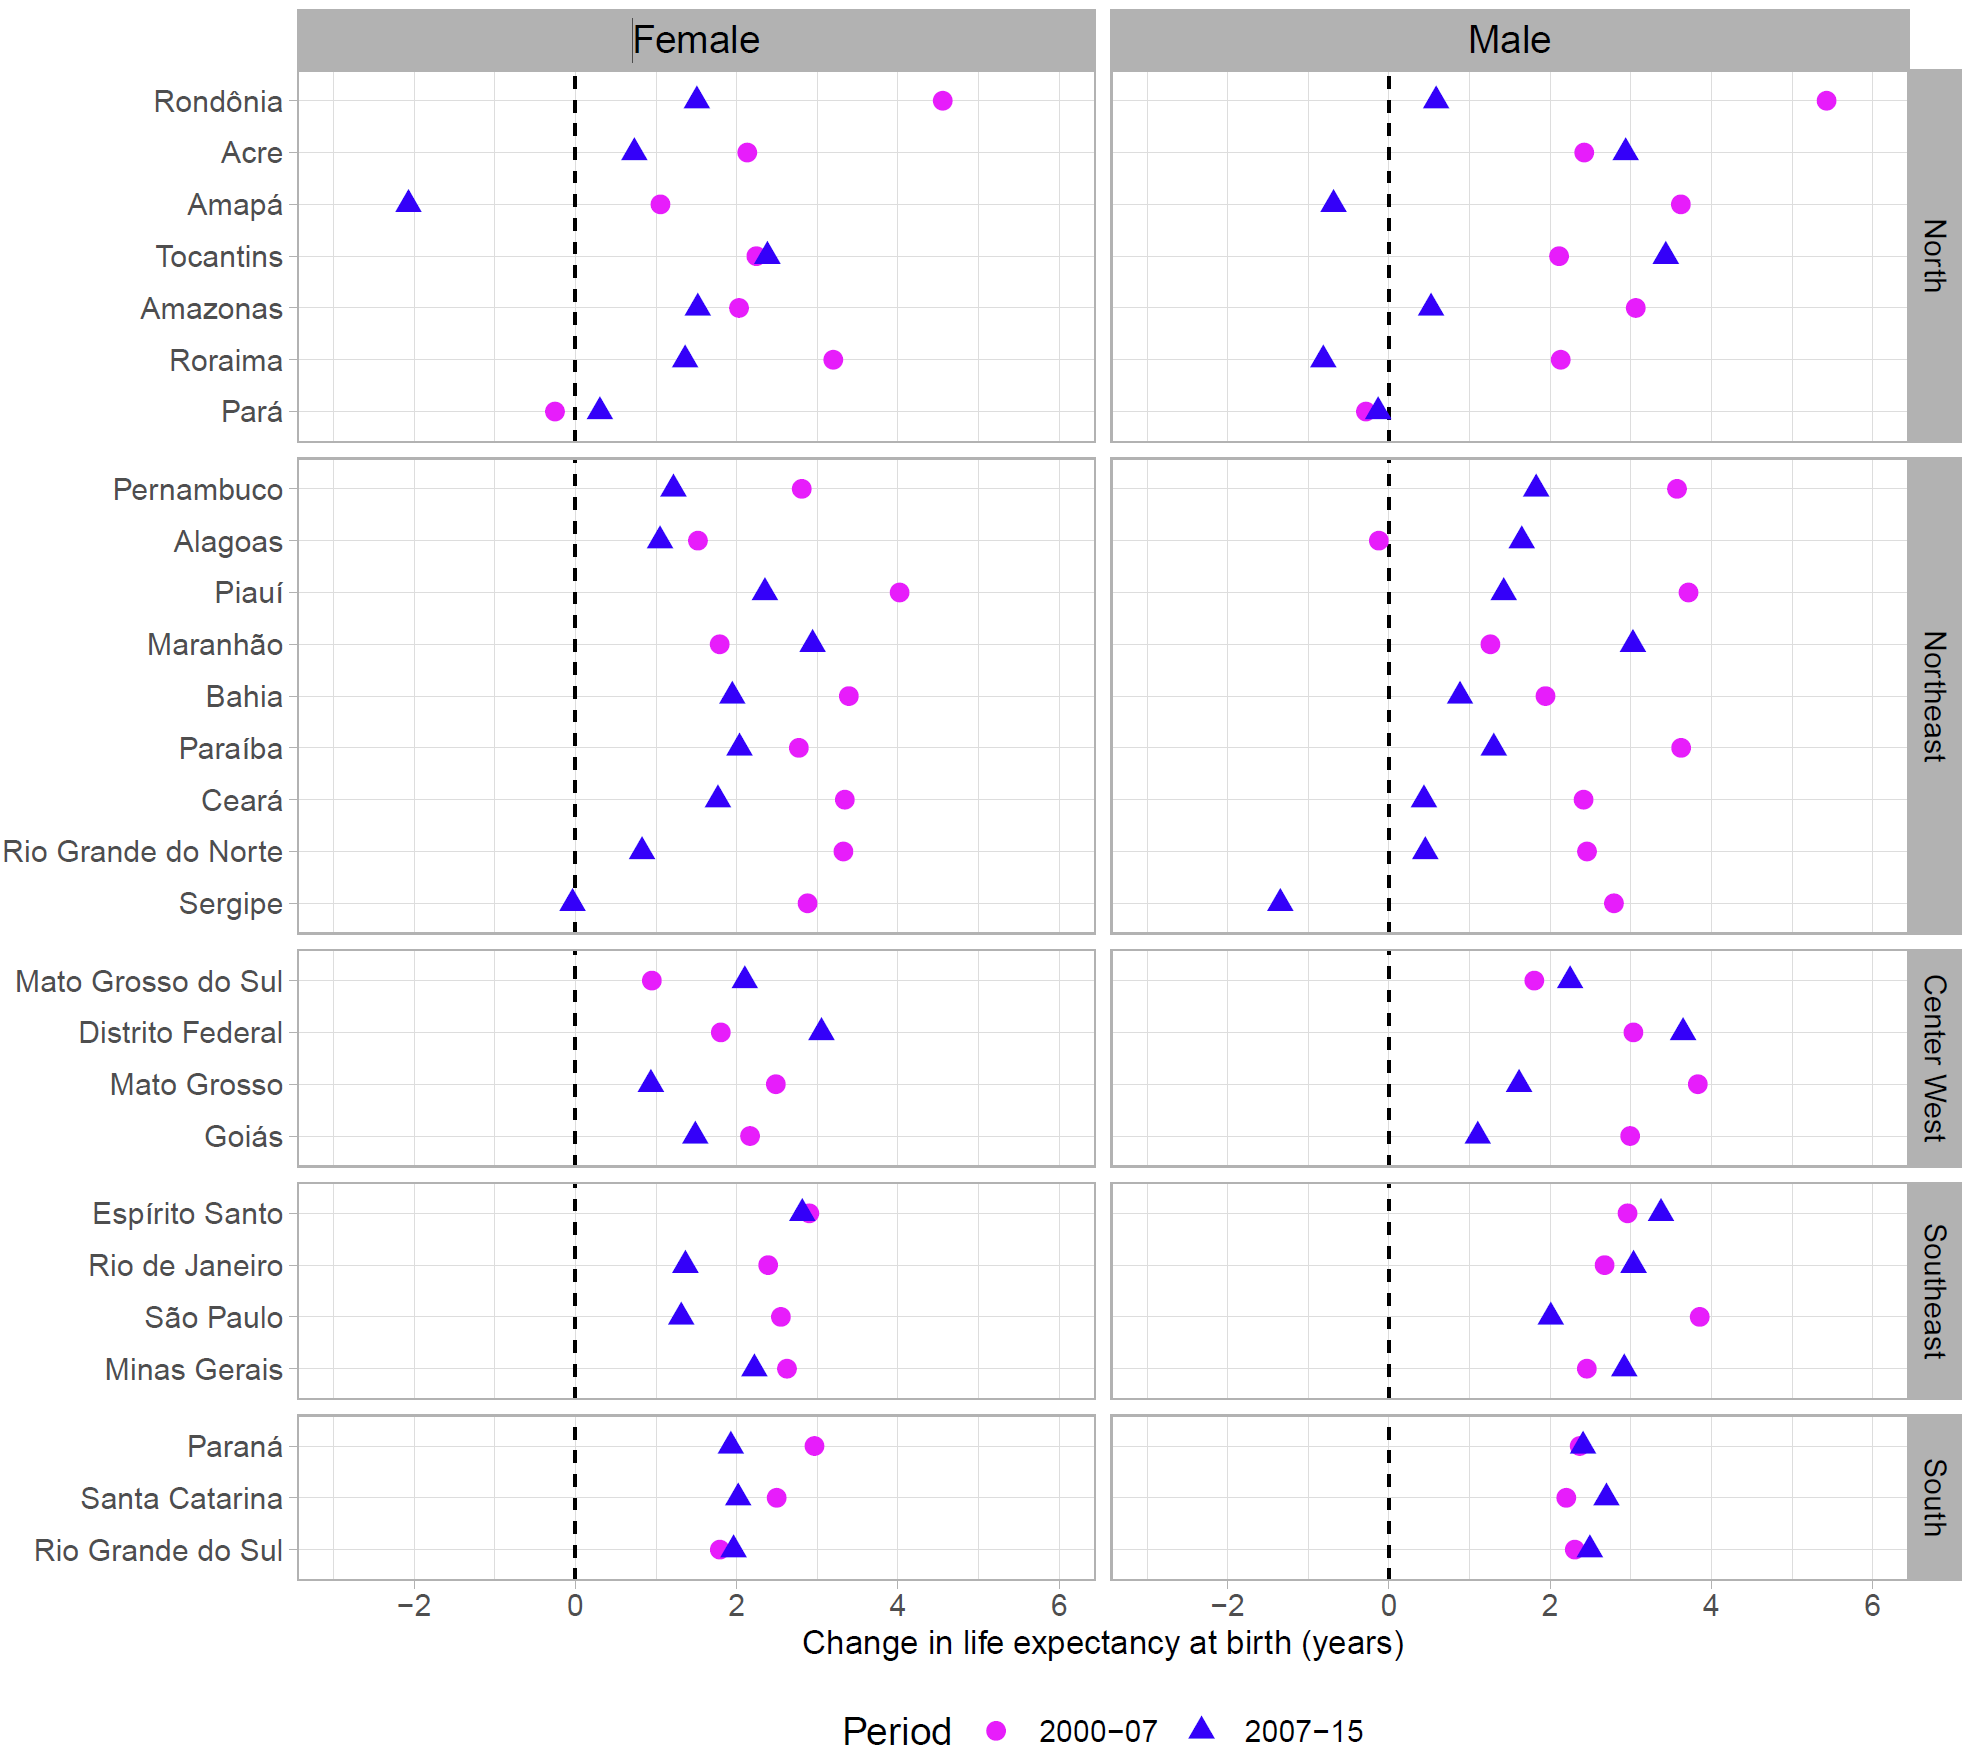 Female
Male
Rondônia
Acre
Amapá
Tocantins
Amazonas
Roraima
Pará
North
Pernambuco
Alagoas
Piauí
Maranhão
Bahia
Paraíba
Ceará
Rio Grande do Norte
Sergipe
Northeast
Mato Grosso do Sul
Distrito Federal
Mato Grosso
Goiás
Center West
Espírito Santo
Rio de Janeiro
São Paulo
Minas Gerais
Southeast
Paraná
Santa Catarina
Rio Grande do Sul
South
−2 0 2 4 6
−2 0 2 4 6
Change in life expectancy at birth (years)
Period 2000−07 2007−15